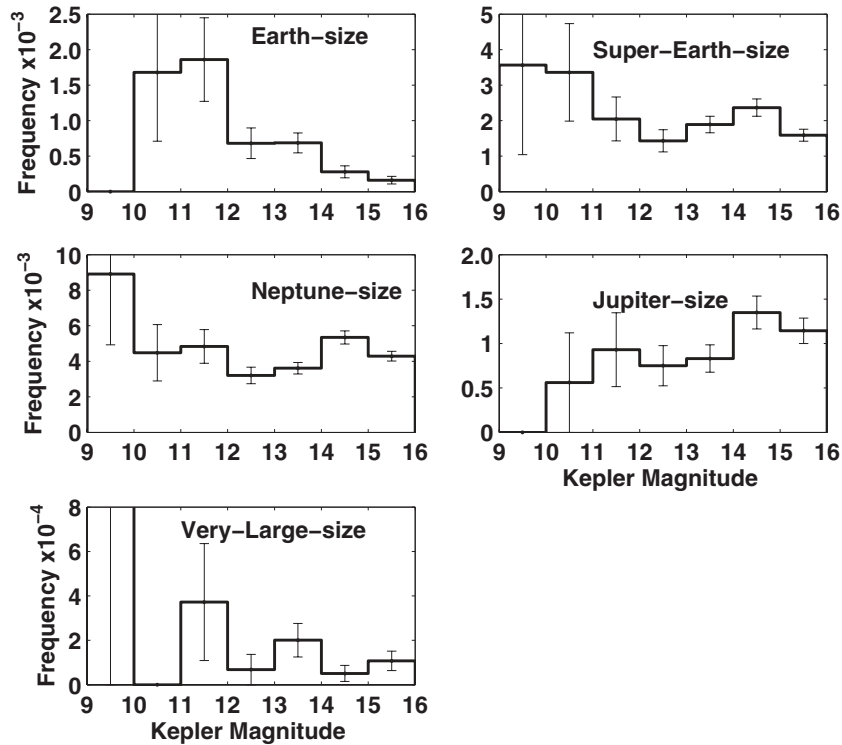 Earth−size
Frequency x10−3
2.5
2.0
1.5
1.0
0.5
0
9 10 11 12 13 14 15 16
Super−Earth−size
5
4
3
2
1
0
9 10 11 12 13 14 15 16
Neptune−size
Frequency x10−3
10
8
6
4
2
0
9 10 11 12 13 14 15 16
Jupiter−size
2.0
1.5
1
0.5
0
9 10 11 12 13 14 15 16
Kepler Magnitude
Very−Large−size
Frequency x10−4
8
6
4
2
0
9 10 11 12 13 14 15 16
Kepler Magnitude